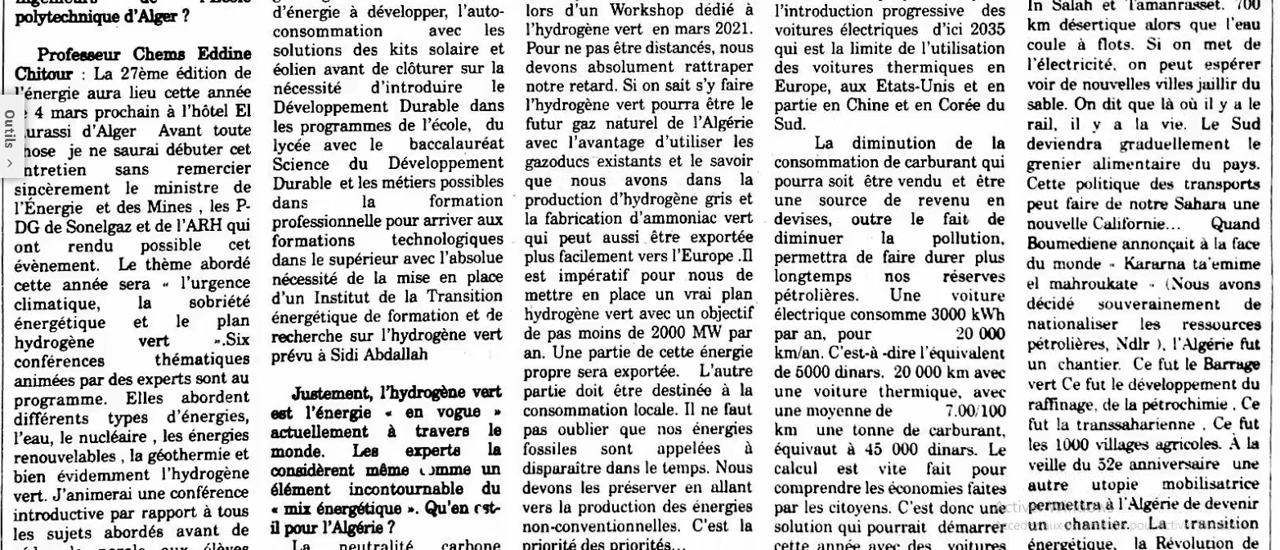 polytechnique d'Alger ?
Professeur Chems Eddine
Chitour : La 27ème édition de
l'énergie aura lieu cette année
4 mars prochain à l'hôtel El
urassi d'Alger Avant toute
hose je ne saurai débuter cet
ntretien sans remercier
sincèrement le ministre de
l'Énergie et des Mines , les P-
DG de Sonelgaz et de l'ARH qui
ont rendu possible cet
évènement. Le thème abordé
cette année sera « l'urgence
climatique, la sobriété
énergétique et le plan
hydrogène vert ».Six
conférences thématiques
animées par des experts sont au
programme. Elles abordent
différents types d'énergies,
l'eau, le nucléaire , les énergies
renouvelables , la géothermie et
bien évidemment l'hydrogène
vert. J'animerai une conférence
introductive par rapport à tous
les sujets abordés avant de
d'énergie à développer, l'auto-
consommation avec les
solutions des kits solaire et
éolien avant de clôturer sur la
nécessité d'introduire le
Développement Durable dans
les programmes de l'école, du
lycée avec le baccalauréat
Science du Développement
Durable et les métiers possibles
dans la formation
professionnelle pour arriver aux
formations technologiques
dans le supérieur avec l'absolue
nécessité de la mise en place
d'un Institut de la Transition
énergétique de formation et de
recherche sur l'hydrogène vert
prévu à Sidi Abdallah
Justement, l'hydrogène vert
est l'énergie « en vogue »
actuellement à travers le
monde. Les experts la
considèrent même comme un
élément incontournable du
« mix énergétique ». Qu'en est-
il pour l'Algérie ?
La neutralité carbone
lors d'un Workshop dédié à
l'hydrogène vert en mars 2021.
Pour ne pas être distancés, nous
devons absolument rattraper
notre retard. Si on sait s'y faire
l'hydrogène vert pourra être le
futur gaz naturel de l'Algérie
avec l'avantage d'utiliser les
gazoducs existants et le savoir
que nous avons dans la
production d'hydrogène gris et
la fabrication d'ammoniac vert
qui peut aussi être exportée
plus facilement vers l'Europe .Il
est impératif pour nous de
mettre en place un vrai plan
hydrogène vert avec un objectif
de pas moins de 2000 MW par
an. Une partie de cette énergie
propre sera exportée. L'autre
partie doit être destinée à la
consommation locale. Il ne faut
pas oublier que nos énergies
fossiles sont appelées à
disparaître dans le temps. Nous
devons les préserver en allant
vers la production des énergies
non-conventionnelles. C'est la
priorité des priorités...
l'introduction progressive des
voitures électriques d'ici 2035
qui est la limite de l'utilisation
des voitures thermiques en
Europe, aux Etats-Unis et en
partie en Chine et en Corée du
Sud.
La diminution de la
consommation de carburant qui
pourra soit être vendu et être
une source de revenu en
devises, outre le fait de
diminuer la pollution,
permettra de faire durer plus
longtemps nos réserves
pétrolières. Une voiture
électrique consomme 3000 kWh
par an, pour 20 000
km/an. C'est-à -dire l'équivalent
de 5000 dinars. 20 000 km avec
une voiture thermique, avec
une moyenne de 7.00/100
km une tonne de carburant,
équivaut à 45 000 dinars. Le
calcul est vite fait pour
comprendre les économies faites
par les citoyens. C'est donc une
solution qui pourrait démarrer
cette année avec des voitures
In Salah et Tamanrasset. 700
km désertique alors que l'eau
coule à flots. Si on met de
l'électricité, on peut espérer
voir de nouvelles villes jaillir du
sable. On dit que là où il y a le
rail, il y a la vie. Le Sud
deviendra graduellement le
grenier alimentaire du pays.
Cette politique des transports
peut faire de notre Sahara une
nouvelle Californie... Quand
Boumediene annonçait à la face
du monde « Kararna ta'emime
el mahroukate » (Nous avons
décidé souverainement de
nationaliser les ressources
pétrolières, Ndlr ), l'Algérie fut
un chantier. Ce fut le Barrage
vert Ce fut le développement du
raffinage, de la pétrochimie . Ce
fut la transsaharienne . Ce fut
les 1000 villages agricoles. À la
veille du 52e anniversaire une
autre utopie mobilisatrice
permettra à l'Algérie de devenir
un chantier. La transition
énergétique, la Révolution de
Outils